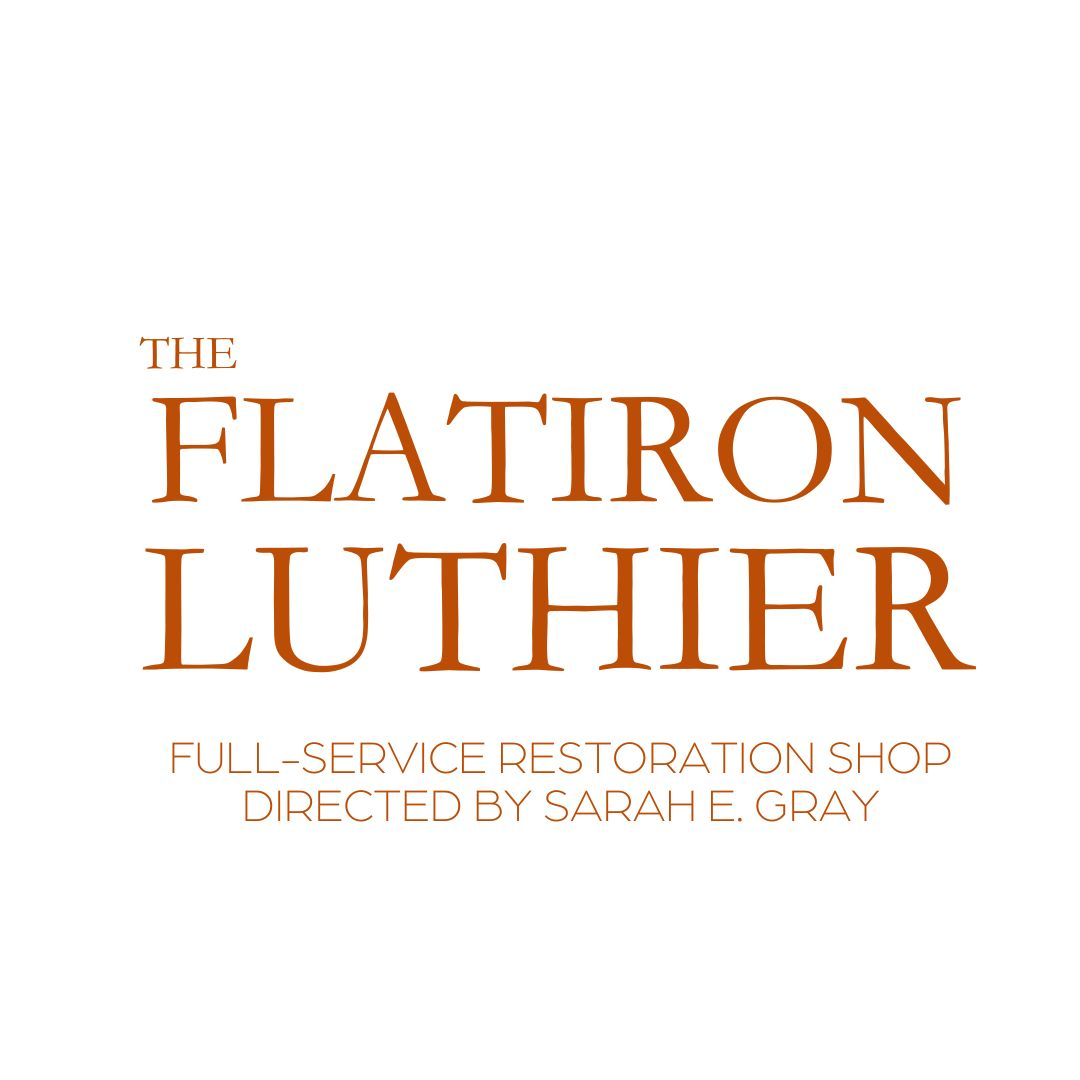 THE
FLATIRON
LUTHIER
FULL-SERVICE RESTORATION SHOP
DIRECTED BY SARAH E. GRAY